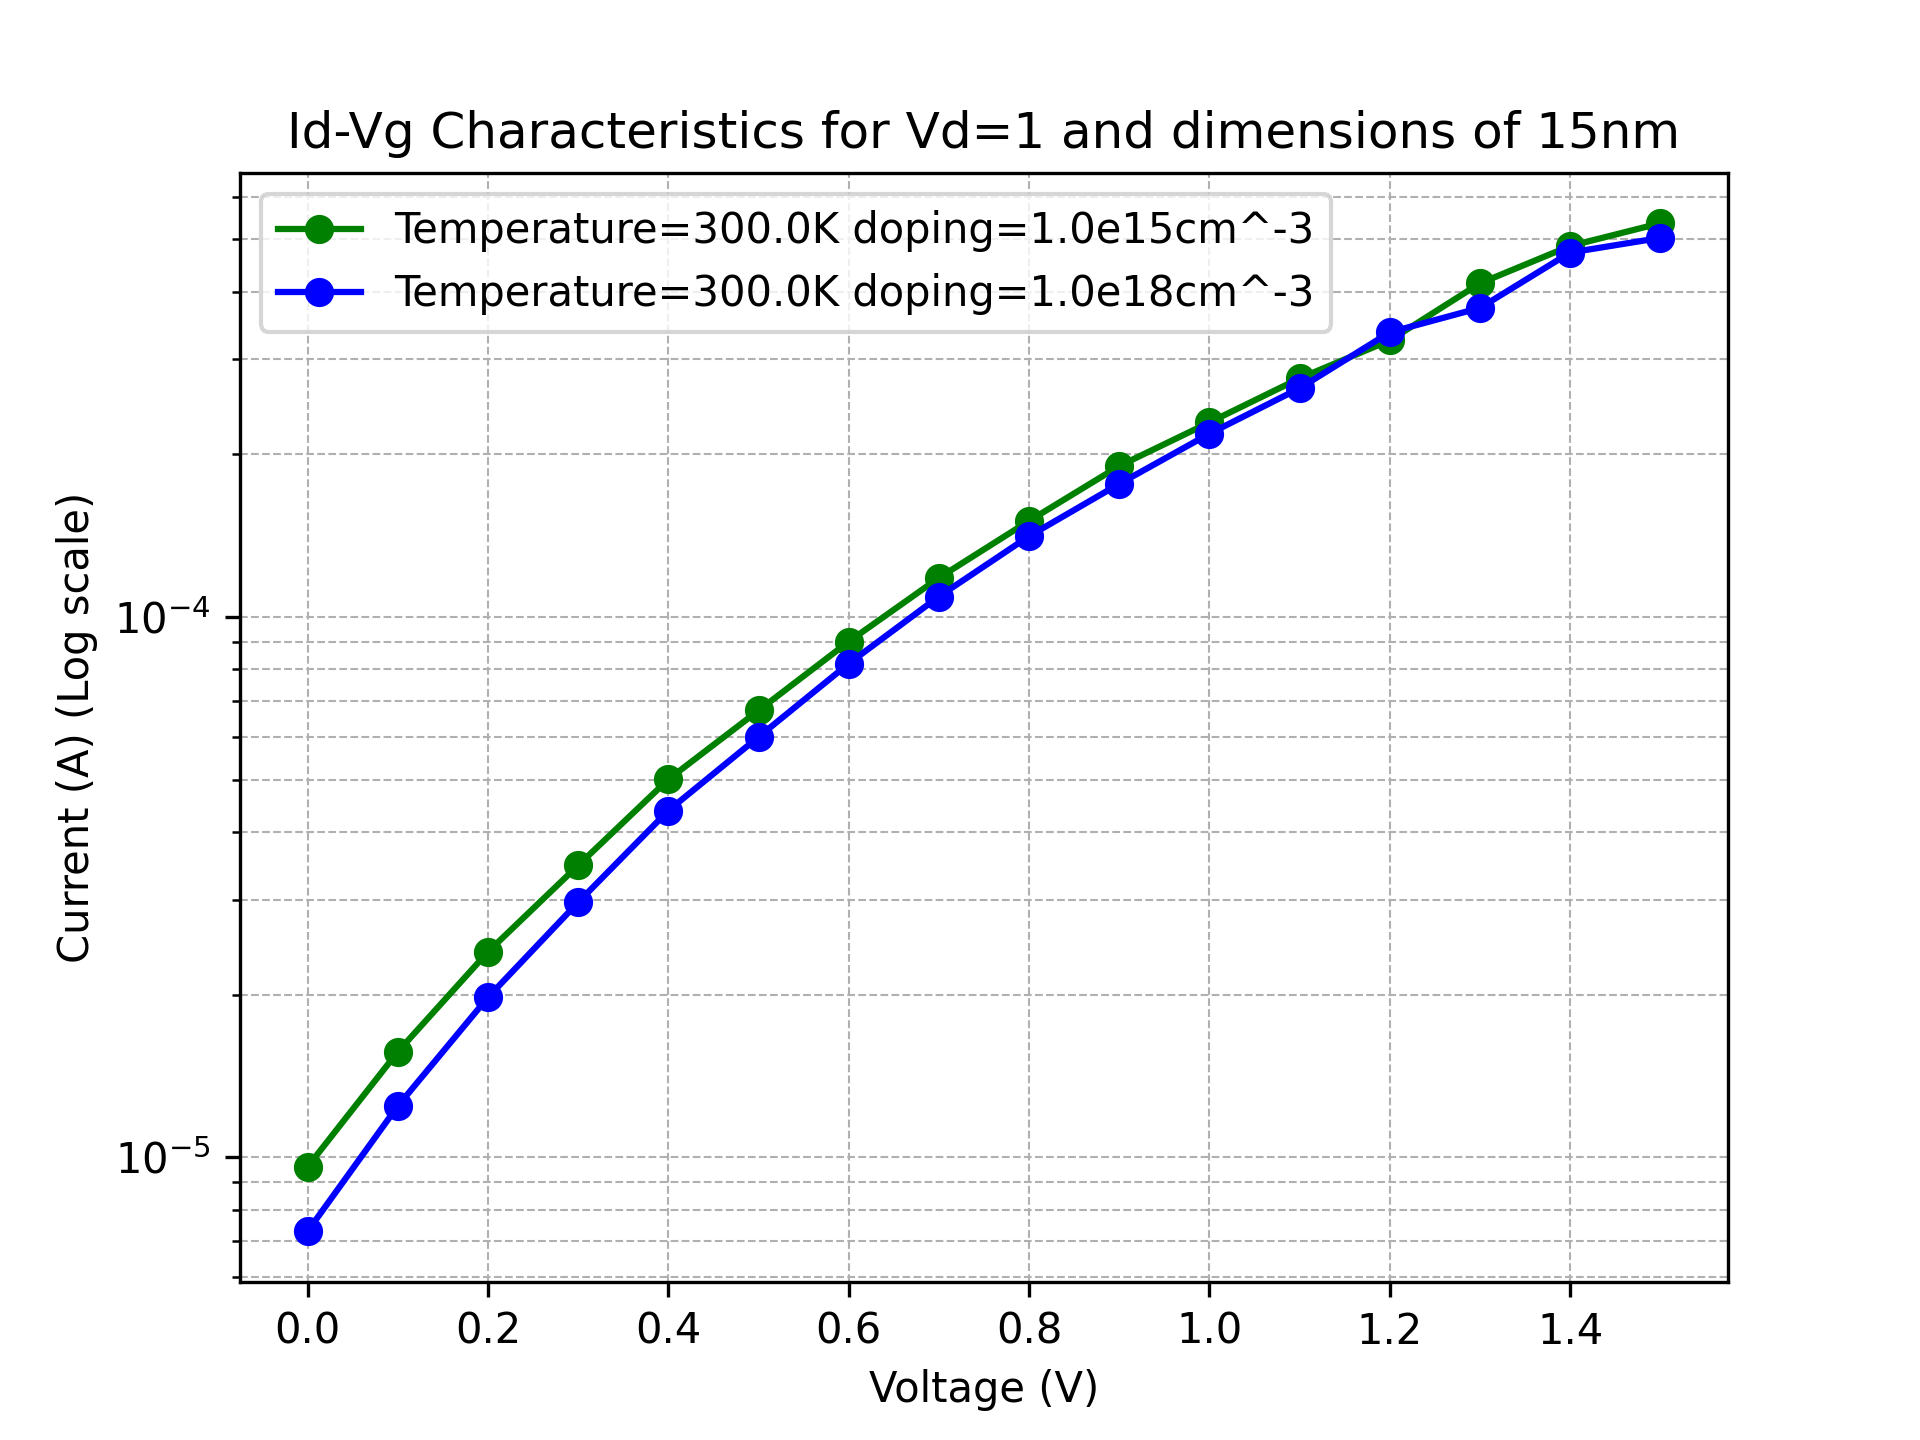 Id-Vg Characteristics for Vd=1 and dimensions of 15nm
Temperature=300.0K doping=1.0e15cm^-3
Temperature=300.0K doping=1.0e18cm^-3
Current (A) (Log scale)
10⁻⁴
10⁻⁵
0.0 0.2 0.4 0.6 0.8 1.0 1.2 1.4
Voltage (V)